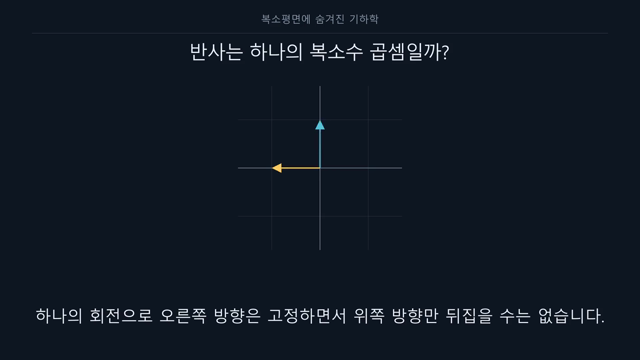 복소평면에 숨겨진 기하학
반사는 하나의 복소수 곱셈일까?
하나의 회전으로 오른쪽 방향은 고정하면서 위쪽 방향만 뒤집을 수는 없습니다.